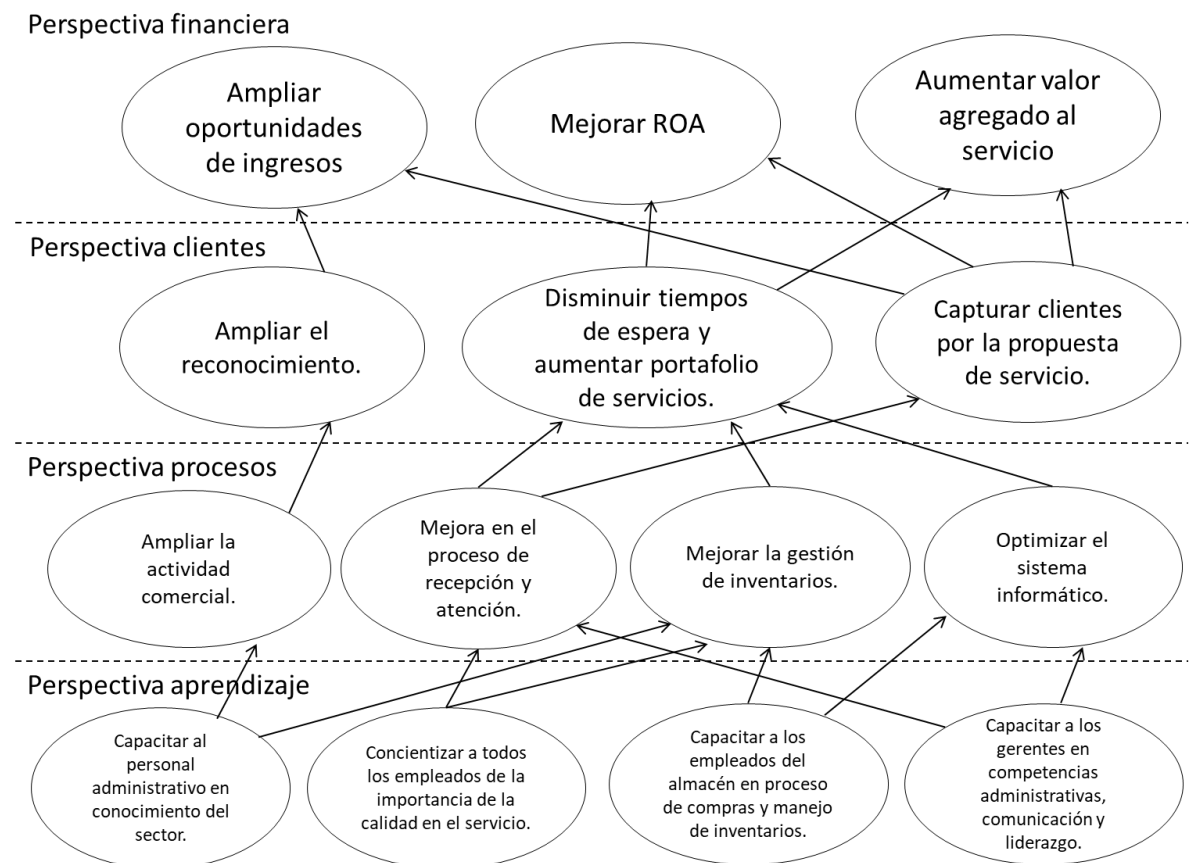 Perspectiva financiera
Ampliar
oportunidades
de ingresos
Mejorar ROA
Aumentar valor
agregado al
servicio
Perspectiva clientes
Ampliar el
reconocimiento.
Disminuir tiempos
de espera y
aumentar portafolio
de servicios.
Capturar clientes
por la propuesta
de servicio.
Perspectiva procesos
Ampliar la
actividad
comercial.
Mejora en el
proceso de
recepción y
atención.
Mejorar la gestión
de inventarios.
Optimizar el
sistema
informático.
Perspectiva aprendizaje
Capacitar al
personal
administrativo en
conocimiento del
sector.
Concientizar a todos
los empleados de la
importancia de la
calidad en el servicio.
Capacitar a los
empleados del
almacén en proceso
de compras y manejo
de inventarios.
Capacitar a los
gerentes en
competencias
administrativas,
comunicación y
liderazgo.